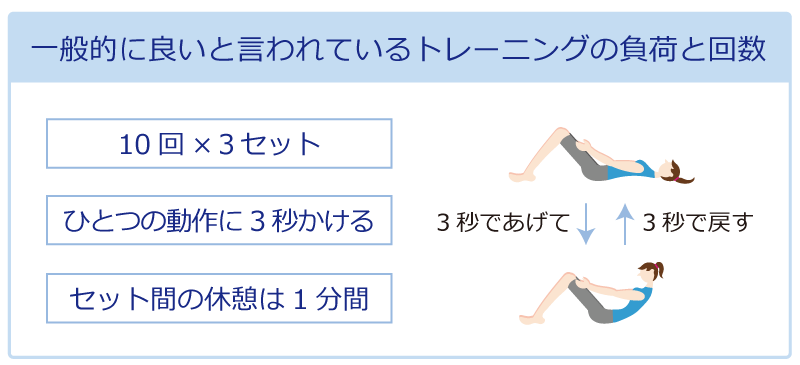 一般的に良いと言われているトレーニングの負荷と回数
10回×3セット
ひとつの動作に3秒かける
セット間の休憩は1分間
3秒であげて
3秒で戻す